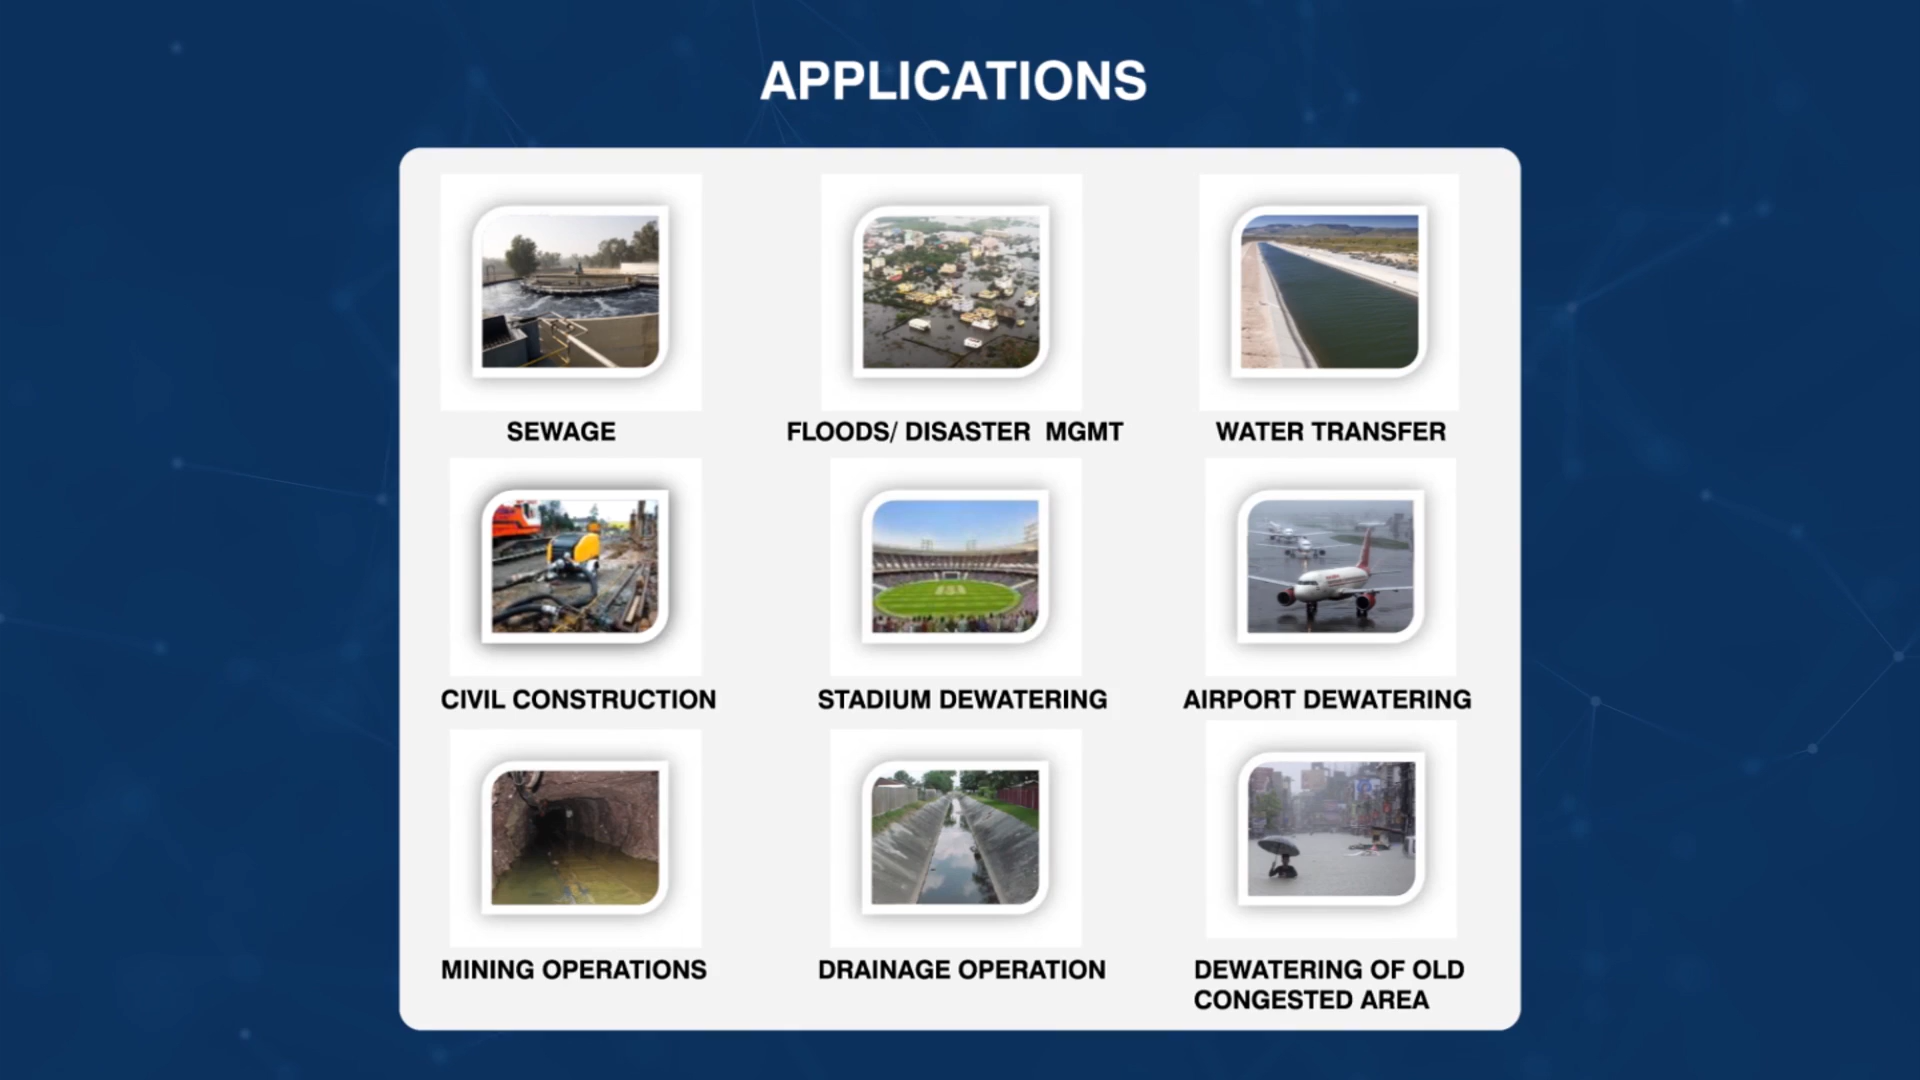 APPLICATIONS
SEWAGE
FLOODS/ DISASTER MGMT
WATER TRANSFER
CIVIL CONSTRUCTION
STADIUM DEWATERING
AIRPORT DEWATERING
MINING OPERATIONS
DRAINAGE OPERATION
DEWATERING OF OLD
CONGESTED AREA